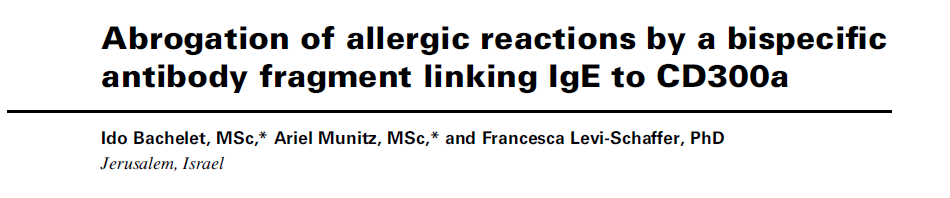 Abrogation of allergic reactions by a bispecific
antibody fragment linking IgE to CD300a
Ido Bachelet, MSc,* Ariel Munitz, MSc,* and Francesca Levi-Schaffer, PhD
Jerusalem, Israel